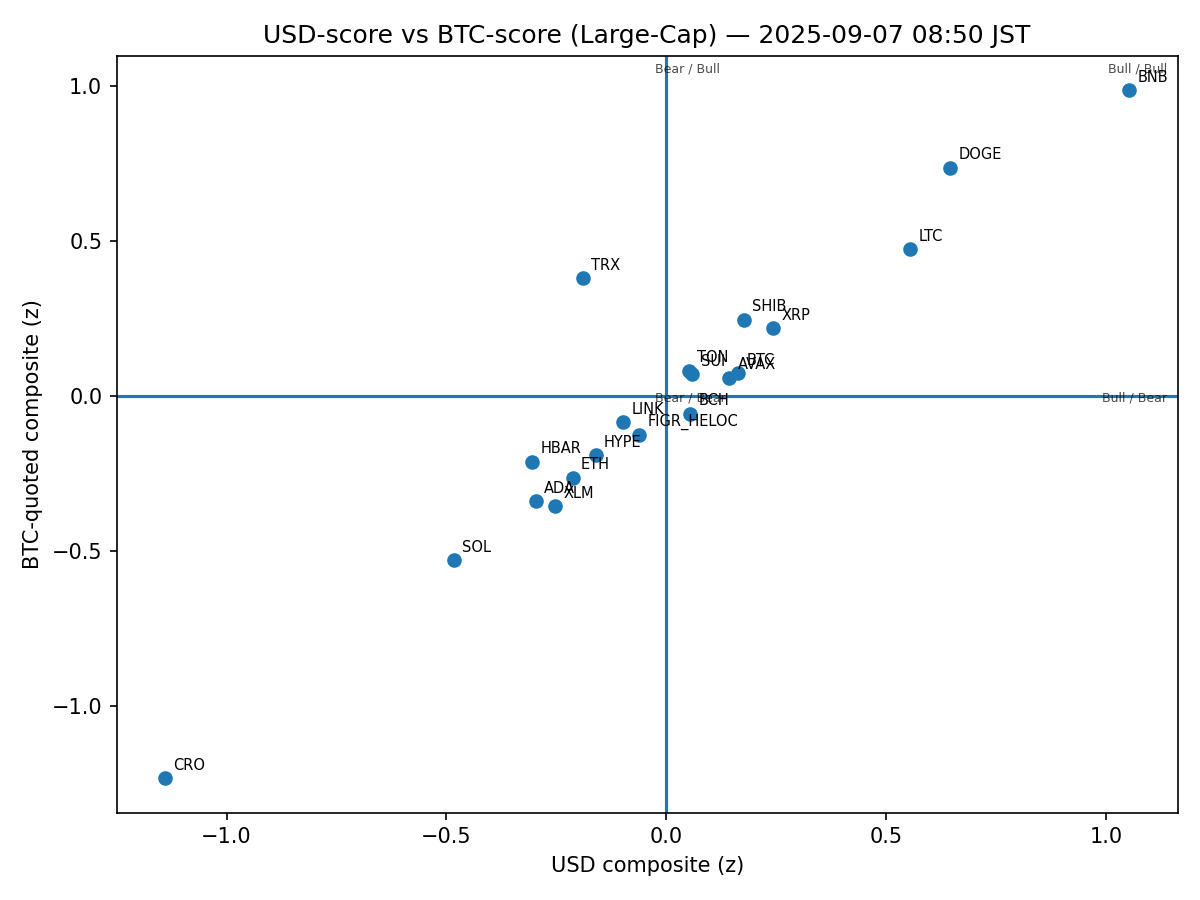 USD-score vs BTC-score (Large-Cap) — 2025-09-07 08:50 JST
Bear / Bull
Bull / Bull
BNB
DOGE
LTC
TRX
SHIB
XRP
TON
SUI
BTC
AVAX
Bear / Bear
BCH
Bull / Bear
LINK
FIGR_HELOC
HYPE
HBAR
ETH
ADA
XLM
SOL
CRO
1.0
0.5
0.0
−0.5
−1.0
BTC-quoted composite (z)
−1.0
−0.5
0.0
0.5
1.0
USD composite (z)